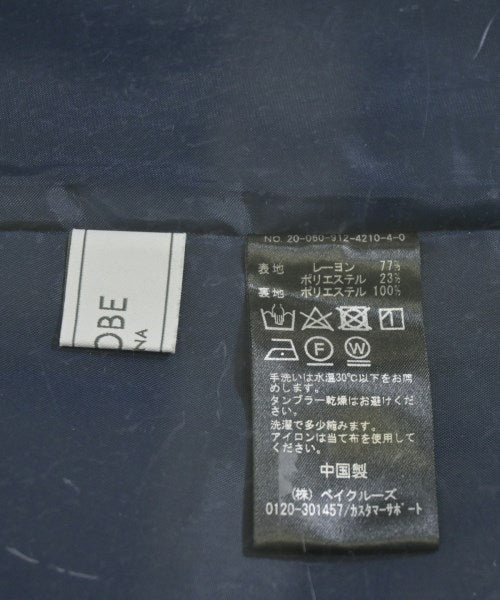 OBE
NA
NO. 20-060-912-4210-4-0
表地 レーヨン 77%
ポリエステル 23%
裏地 ポリエステル 100%
F W
手洗いは水温30℃以下をお薦
めします。
タンブラー乾燥はお避けくだ
さい。
洗濯で多少縮みます。
アイロンは当て布を使用して
ください。
中国製
(株) ベイクルーズ
0120-301457/カスタマーサポート